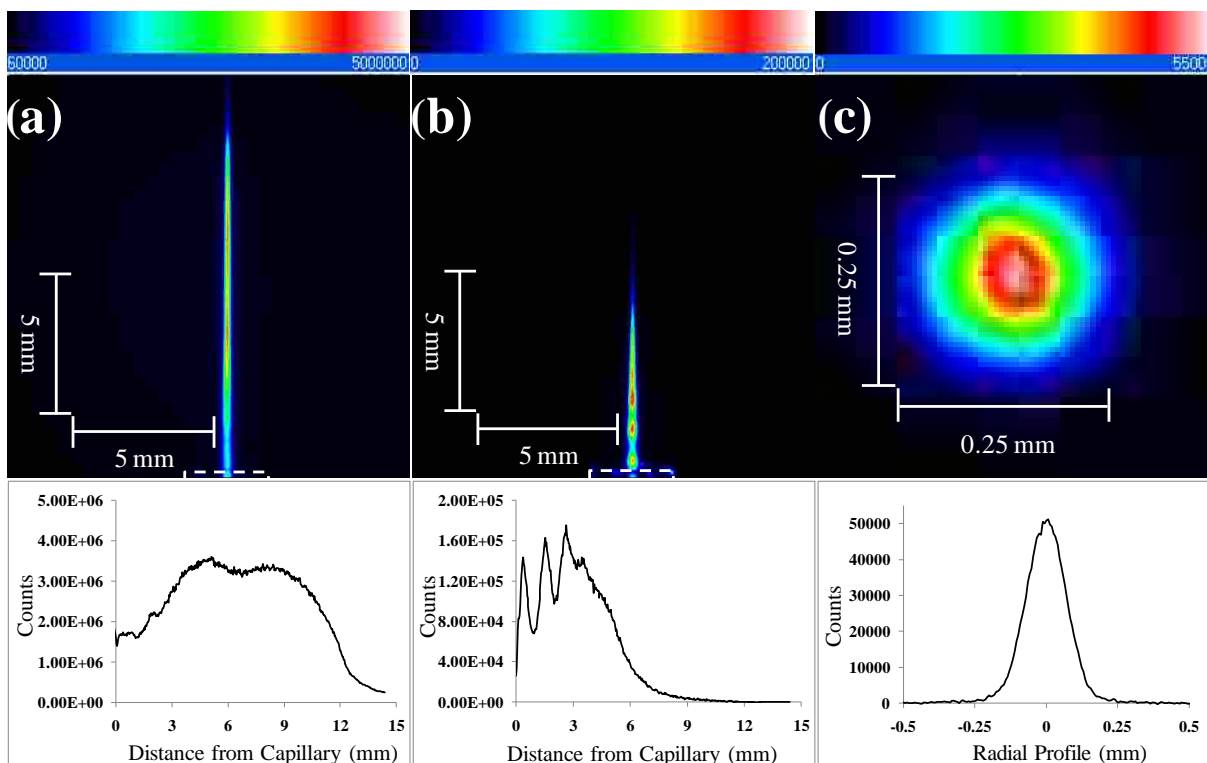 60000 50000000
0 200000
0 55000
(a)
(b)
(c)
5 mm
5 mm
5 mm
5 mm
0.25 mm
0.25 mm
5.00E+06
4.00E+06
3.00E+06
2.00E+06
1.00E+06
0.00E+00
Counts
0 3 6 9 12 15
Distance from Capillary (mm)
2.00E+05
1.60E+05
1.20E+05
8.00E+04
4.00E+04
0.00E+00
Counts
0 3 6 9 12 15
Distance from Capillary (mm)
50000
40000
30000
20000
10000
0
Counts
-0.5 -0.25 0 0.25 0.5
Radial Profile (mm)